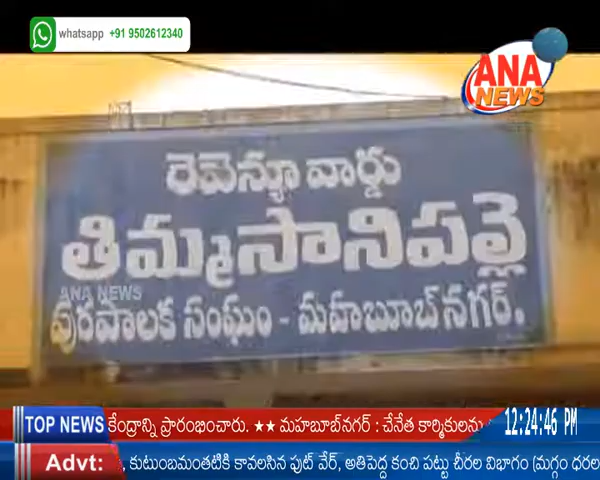 whatsapp +91 9502612340
ANA
NEWS
రెవెన్యూ వార్డు
తిమ్మసానిపల్లె
ANA NEWS
పురపాలక సంఘం - మహబూబ్‌నగర్.
TOP NEWS కేంద్రాన్ని ప్రారంభించారు. ★★ మహబూబ్‌నగర్ : చేనేత కార్మికులను 12:24:46 PM
Advt: , కుటుంబమంతటికి కావలసిన ఫుట్ వేర్, అతిపెద్ద కంచి పట్టు చీరల విభాగం (మగ్గం ధరల